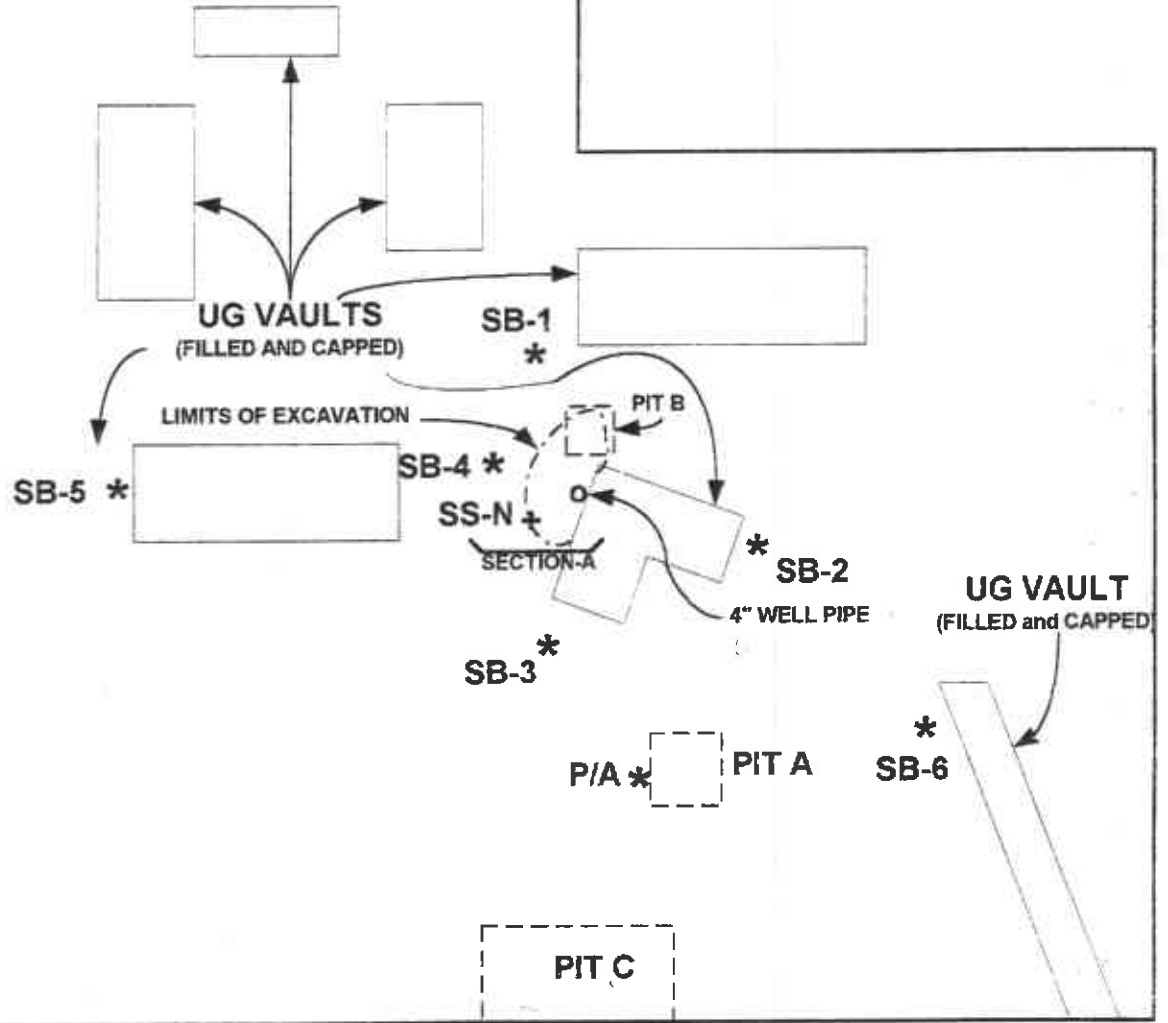 UG VAULTS
(FILLED AND CAPPED)
SB-1
*
LIMITS OF EXCAVATION
PIT B
SB-4 *
SB-5 *
SS-N
SECTION-A
* SB-2
4" WELL PIPE
UG VAULT
(FILLED and CAPPED)
SB-3 *
*
SB-6
P/A *
PIT A
PIT C